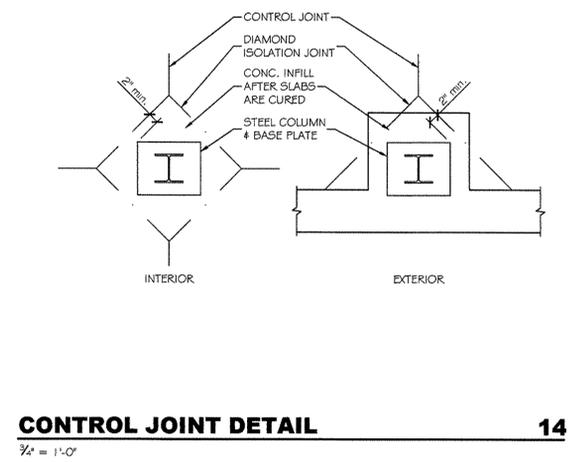 CONTROL JOINT
DIAMOND
ISOLATION JOINT
2" min.
2" min.
CONC. INFILL
AFTER SLABS
ARE CURED
STEEL COLUMN
& BASE PLATE
INTERIOR
EXTERIOR
CONTROL JOINT DETAIL 14
3/4" = 1'-0"